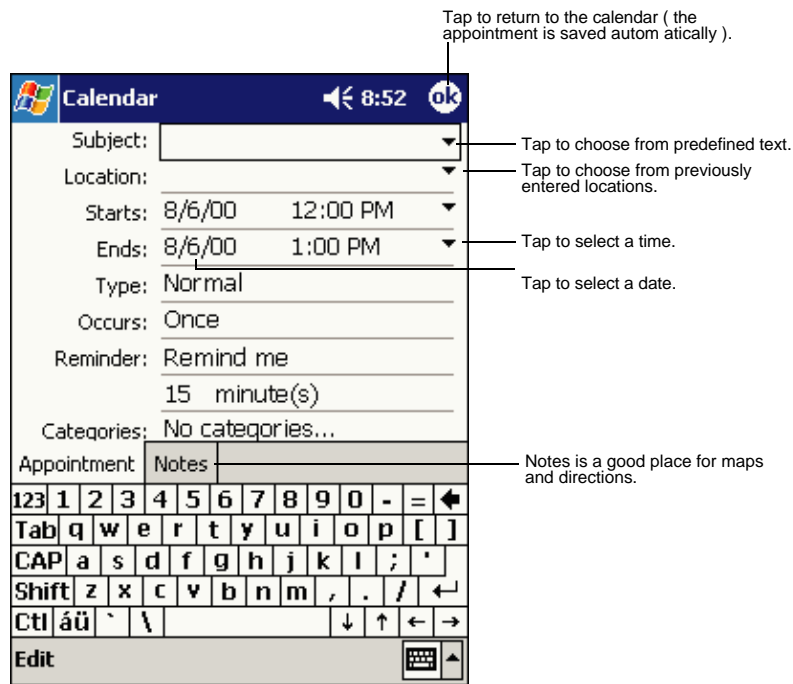 Tap to return to the calendar ( the
appointment is saved autom atically ).
Calendar 8:52 ok
Subject:
Tap to choose from predefined text.
Location:
Tap to choose from previously
entered locations.
Starts: 8/6/00 12:00 PM
Ends: 8/6/00 1:00 PM
Tap to select a time.
Tap to select a date.
Type: Normal
Occurs: Once
Reminder: Remind me
15 minute(s)
Categories: No categories...
Appointment Notes
Notes is a good place for maps
and directions.
123 1 2 3 4 5 6 7 8 9 0 - = 🡄
Tab q w e r t y u i o p [ ]
CAP a s d f g h j k l ; '
Shift z x c v b n m , . / ↵
Ctl áü ` \ ↓ ↑ ← →
Edit